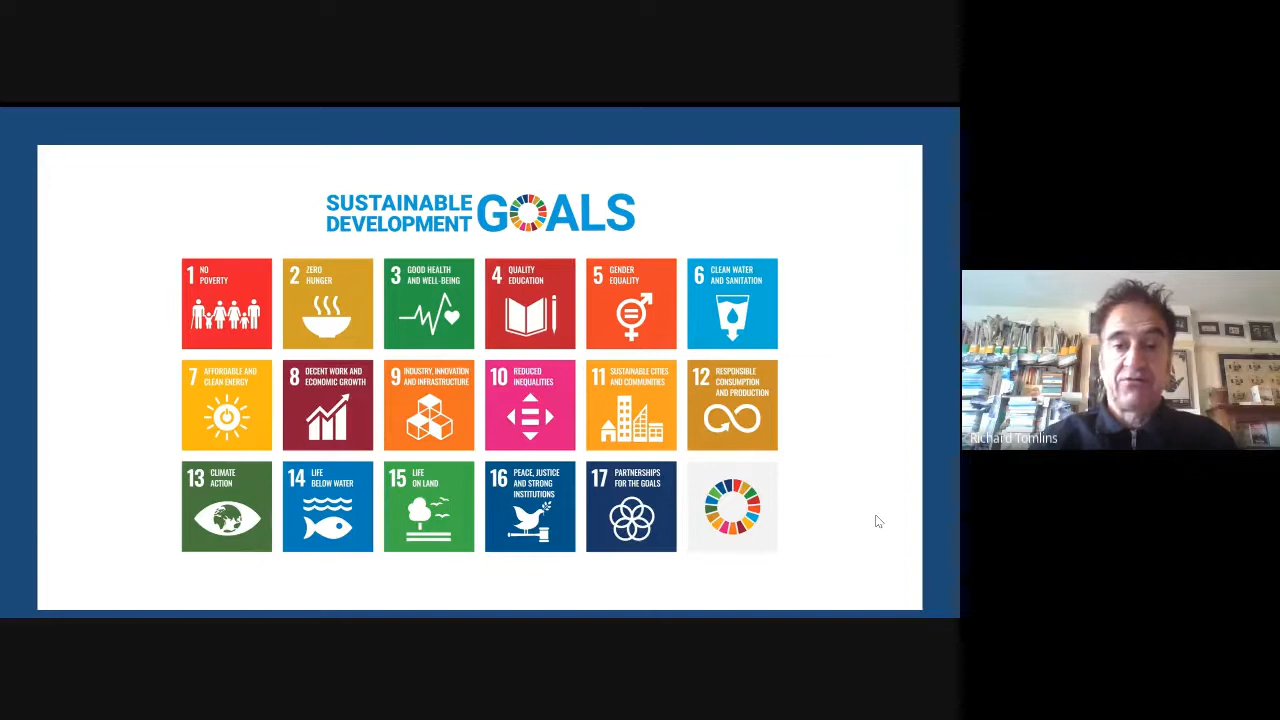 SUSTAINABLE
DEVELOPMENT
GOALS
1 NO
POVERTY
2 ZERO
HUNGER
3 GOOD HEALTH
AND WELL-BEING
4 QUALITY
EDUCATION
5 GENDER
EQUALITY
6 CLEAN WATER
AND SANITATION
7 AFFORDABLE AND
CLEAN ENERGY
8 DECENT WORK AND
ECONOMIC GROWTH
9 INDUSTRY, INNOVATION
AND INFRASTRUCTURE
10 REDUCED
INEQUALITIES
11 SUSTAINABLE CITIES
AND COMMUNITIES
12 RESPONSIBLE
CONSUMPTION
AND PRODUCTION
13 CLIMATE
ACTION
14 LIFE
BELOW WATER
15 LIFE
ON LAND
16 PEACE, JUSTICE
AND STRONG
INSTITUTIONS
17 PARTNERSHIPS
FOR THE GOALS
Richard Tomlins